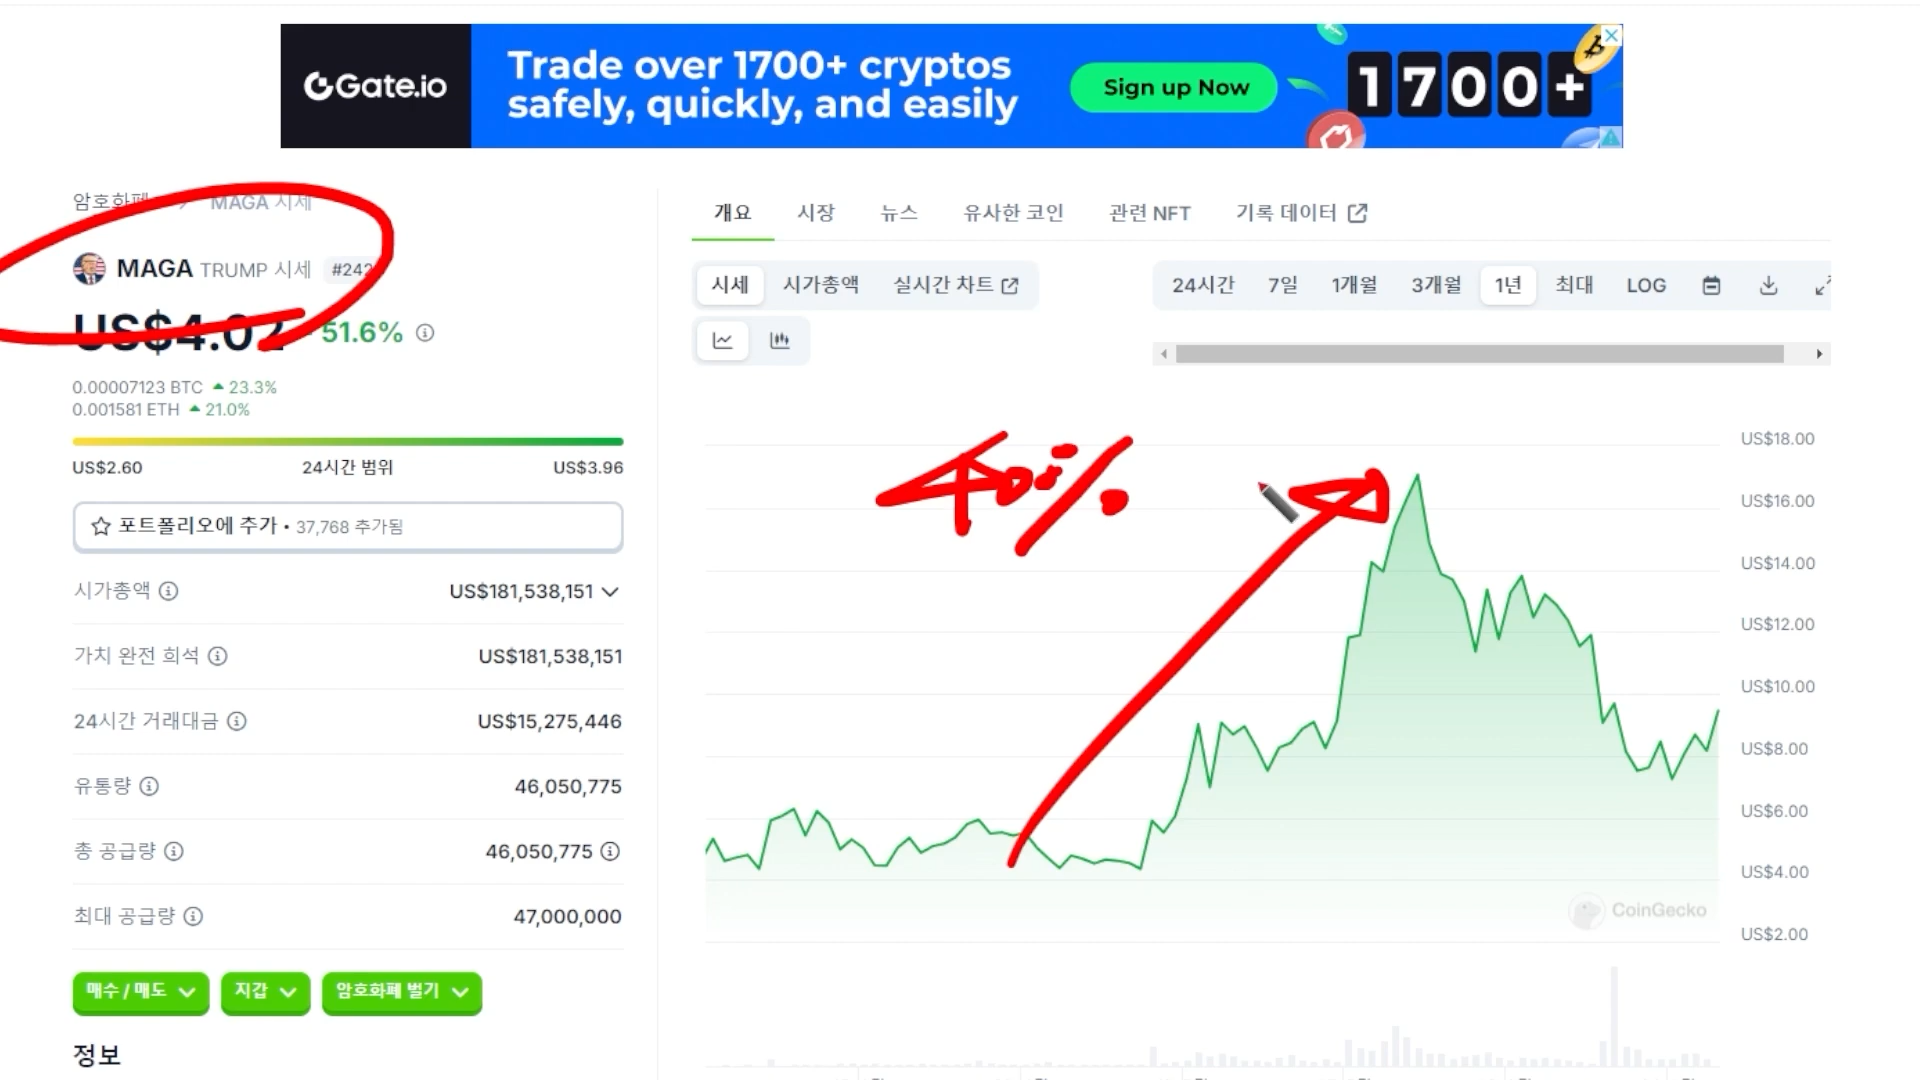 Gate.io
Trade over 1700+ cryptos
safely, quickly, and easily
Sign up Now
1700+
암호화폐 > MAGA 시세
MAGA TRUMP 시세 #242
US$4.02 51.6%
0.00007123 BTC 23.3%
0.001581 ETH 21.0%
US$2.60 24시간 범위 US$3.96
포트폴리오에 추가 • 37,768 추가됨
시가총액 US$181,538,151
가치 완전 희석 US$181,538,151
24시간 거래대금 US$15,275,446
유통량 46,050,775
총 공급량 46,050,775
최대 공급량 47,000,000
매수 / 매도
지갑
암호화폐 벌기
정보
개요 시장 뉴스 유사한 코인 관련 NFT 기록 데이터
시세 시가총액 실시간 차트
24시간 7일 1개월 3개월 1년 최대 LOG
US$18.00
US$16.00
US$14.00
US$12.00
US$10.00
US$8.00
US$6.00
US$4.00
US$2.00
CoinGecko